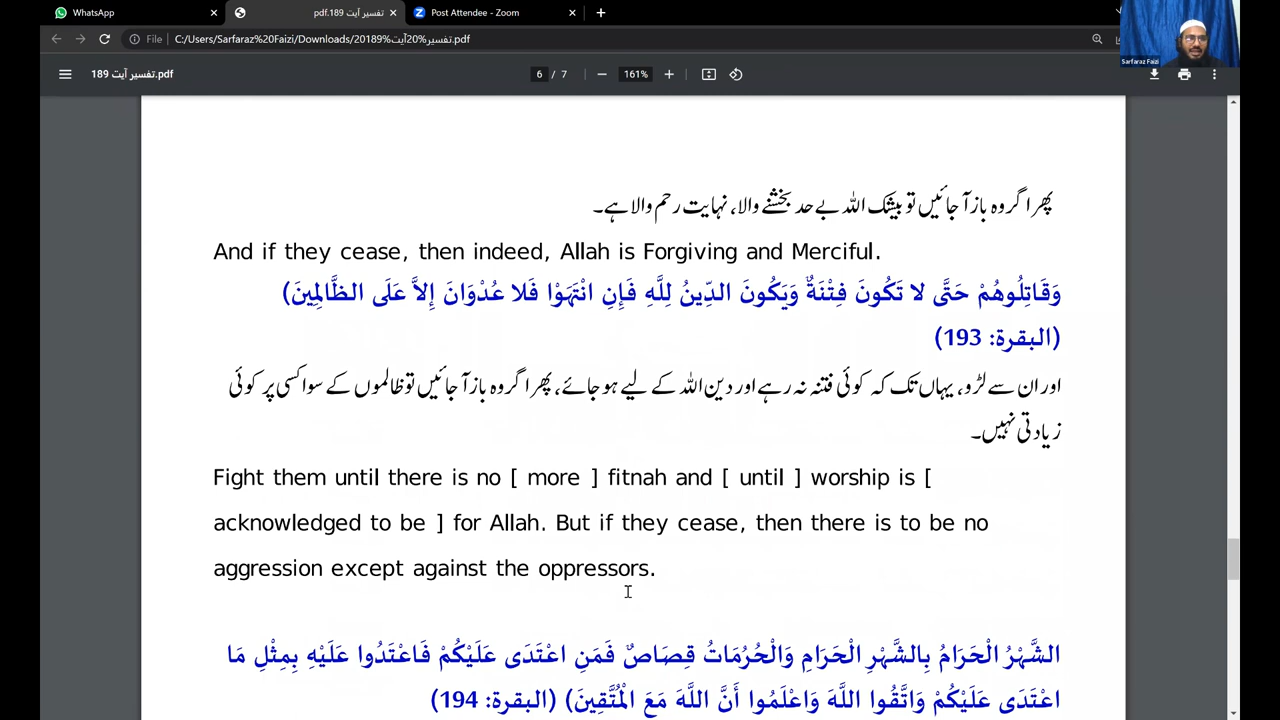 WhatsApp
تفسیر آیت 189.pdf
Post Attendee - Zoom
File
C:/Users/Sarfaraz%20Faizi/Downloads/20189%تفسیر%20آیت.pdf
Sarfaraz Faizi
تفسیر آیت 189.pdf
6 / 7
161%
پھر اگر وہ باز آ جائیں تو بیشک اللہ بے حد بخشنے والا، نہایت رحم والا ہے۔
And if they cease, then indeed, Allah is Forgiving and Merciful.
وَقَاتِلُوهُمْ حَتَّى لا تَكُونَ فِتْنَةٌ وَيَكُونَ الدِّينُ لِلَّهِ فَإِنِ انْتَهَوْا فَلا عُدْوَانَ إِلاَّ عَلَى الظَّالِمِينَ)
(البقرة: 193)
اور ان سے لڑو، یہاں تک کہ کوئی فتنہ نہ رہے اور دین اللہ کے لیے ہو جائے، پھر اگر وہ باز آ جائیں تو ظالموں کے سوا کسی پر کوئی
زیادتی نہیں۔
Fight them until there is no [ more ] fitnah and [ until ] worship is [
acknowledged to be ] for Allah. But if they cease, then there is to be no
aggression except against the oppressors.
الشَّهْرُ الْحَرَامُ بِالشَّهْرِ الْحَرَامِ وَالْحُرُمَاتُ قِصَاصٌ فَمَنِ اعْتَدَى عَلَيْكُمْ فَاعْتَدُوا عَلَيْهِ بِمِثْلِ مَا
اعْتَدَى عَلَيْكُمْ وَاتَّقُوا اللَّهَ وَاعْلَمُوا أَنَّ اللَّهَ مَعَ الْمُتَّقِينَ) (البقرة: 194)